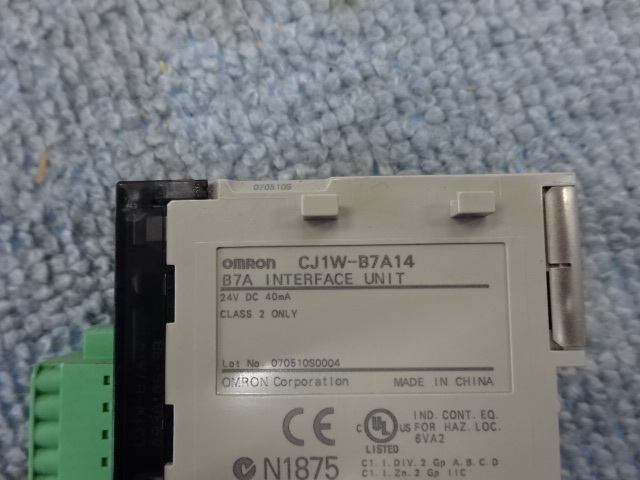 070510S
OMRON CJ1W-B7A14
B7A INTERFACE UNIT
24V DC 40mA
CLASS 2 ONLY
Lot No. 070510S0004
OMRON Corporation MADE IN CHINA
CE
C UL US
LISTED
IND. CONT. EQ.
FOR HAZ. LOC.
6VA2
N1875
Cl. I. DIV. 2 Gp A. B. C. D
Cl. I. Zn. 2 Gp IIC